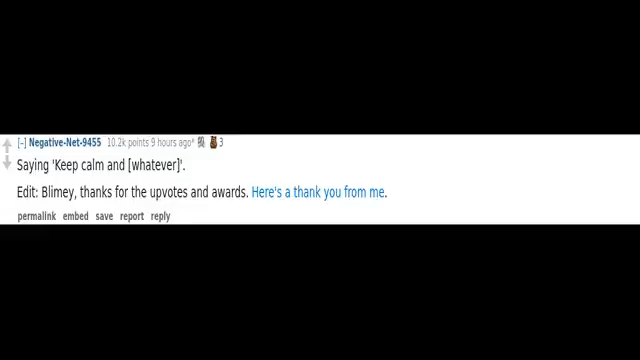 [–] Negative-Net-9455 10.2k points 9 hours ago* 3
Saying 'Keep calm and [whatever]'.
Edit: Blimey, thanks for the upvotes and awards. Here's a thank you from me.
permalink embed save report reply